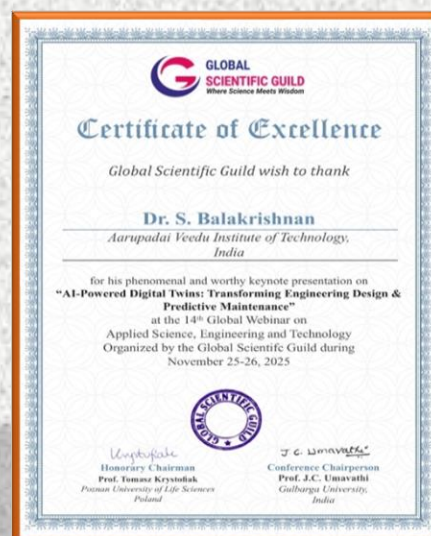 GLOBAL
SCIENTIFIC GUILD
Where Science Meets Wisdom
Certificate of Excellence
Global Scientific Guild wish to thank
Dr. S. Balakrishnan
Aarupadai Veedu Institute of Technology,
India
for his phenomenal and worthy keynote presentation on
“AI-Powered Digital Twins: Transforming Engineering Design &
Predictive Maintenance”
at the 14th Global Webinar on
Applied Science, Engineering and Technology
Organized by the Global Scientifc Guild during
November 25-26, 2025
GLOBAL SCIENTIFIC GUILD
J.C. Umavathi
Honorary Chairman
Prof. Tomasz Krystofiak
Poznan University of Life Sciences
Poland
Conference Chairperson
Prof. J.C. Umavathi
Gulbarga University,
India